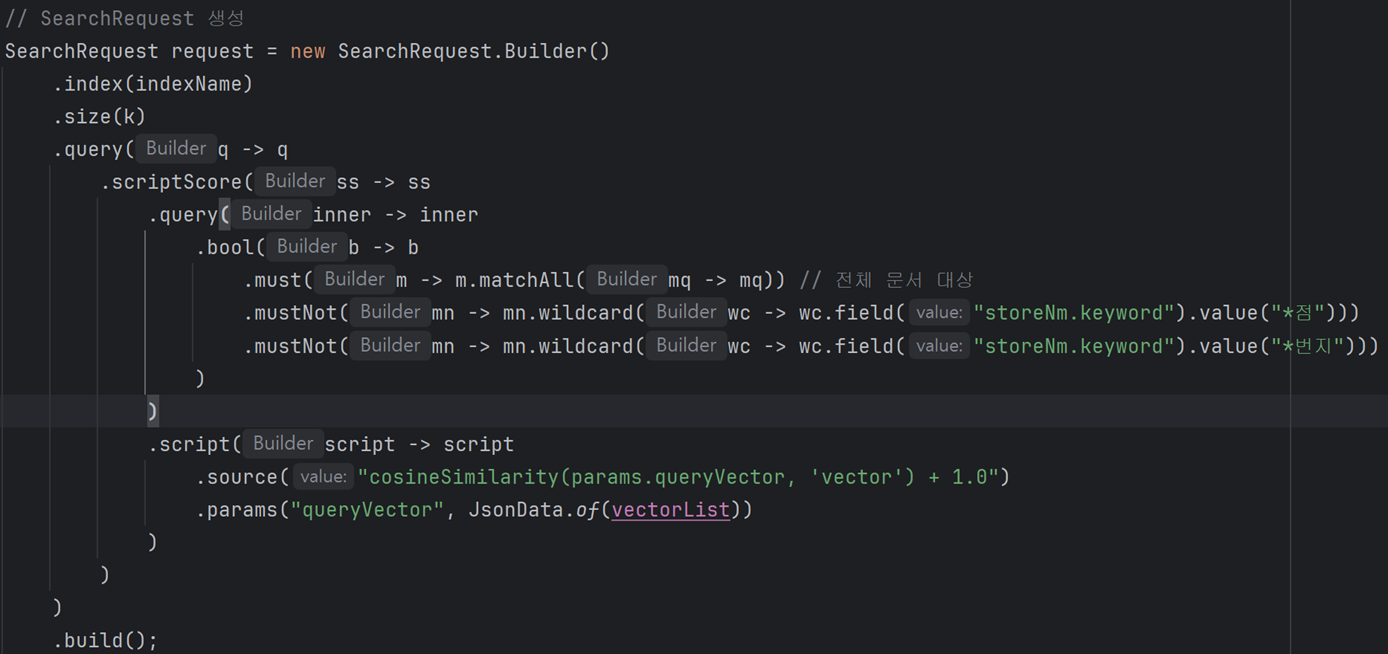 // SearchRequest 생성
SearchRequest request = new SearchRequest.Builder()
.index(indexName)
.size(k)
.query( Builder q -> q
.scriptScore( Builder ss -> ss
.query( Builder inner -> inner
.bool( Builder b -> b
.must( Builder m -> m.matchAll( Builder mq -> mq)) // 전체 문서 대상
.mustNot( Builder mn -> mn.wildcard( Builder wc -> wc.field( value: "storeNm.keyword").value("*점")))
.mustNot( Builder mn -> mn.wildcard( Builder wc -> wc.field( value: "storeNm.keyword").value("*번지")))
)
)
.script( Builder script -> script
.source( value: "cosineSimilarity(params.queryVector, 'vector') + 1.0")
.params("queryVector", JsonData.of(vectorList))
)
)
)
.build();